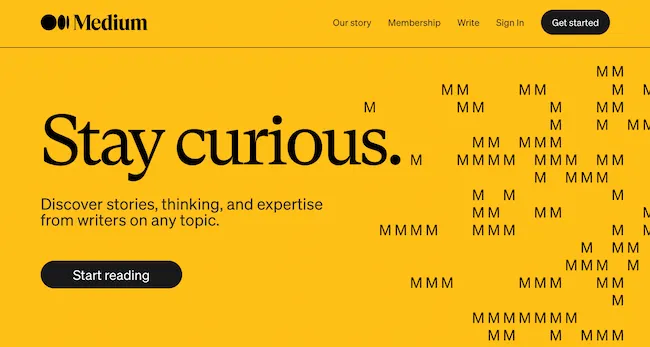 Medium
Our story Membership Write Sign In Get started
M M
M M M M M M
M M M M M M
M M M M
M M M M M
Stay curious.
M M M M M M M M M M
M M M M
Discover stories, thinking, and expertise
M M M
from writers on any topic.
M M M M M
M M M M M M M M M
M M M
M M M M
Start reading
M M M M M M M M
M
M M M M M M M
M M M M M M